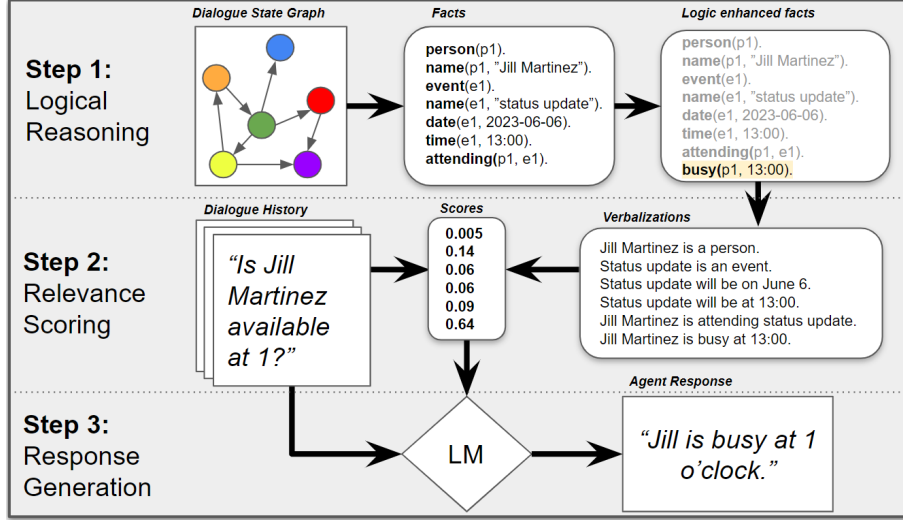 Dialogue State Graph
Facts
Logic enhanced facts
Step 1:
Logical
Reasoning
person(p1).
name(p1, "Jill Martinez").
event(e1).
name(e1, "status update").
date(e1, 2023-06-06).
time(e1, 13:00).
attending(p1, e1).
person(p1).
name(p1, "Jill Martinez").
event(e1).
name(e1, "status update").
date(e1, 2023-06-06).
time(e1, 13:00).
attending(p1, e1).
busy(p1, 13:00).
Dialogue History
Scores
Verbalizations
Step 2:
Relevance
Scoring
“Is Jill
Martinez
available
at 1?”
0.005
0.14
0.06
0.06
0.09
0.64
Jill Martinez is a person.
Status update is an event.
Status update will be on June 6.
Status update will be at 13:00.
Jill Martinez is attending status update.
Jill Martinez is busy at 13:00.
Step 3:
Response
Generation
LM
Agent Response
“Jill is busy at 1
o’clock.”